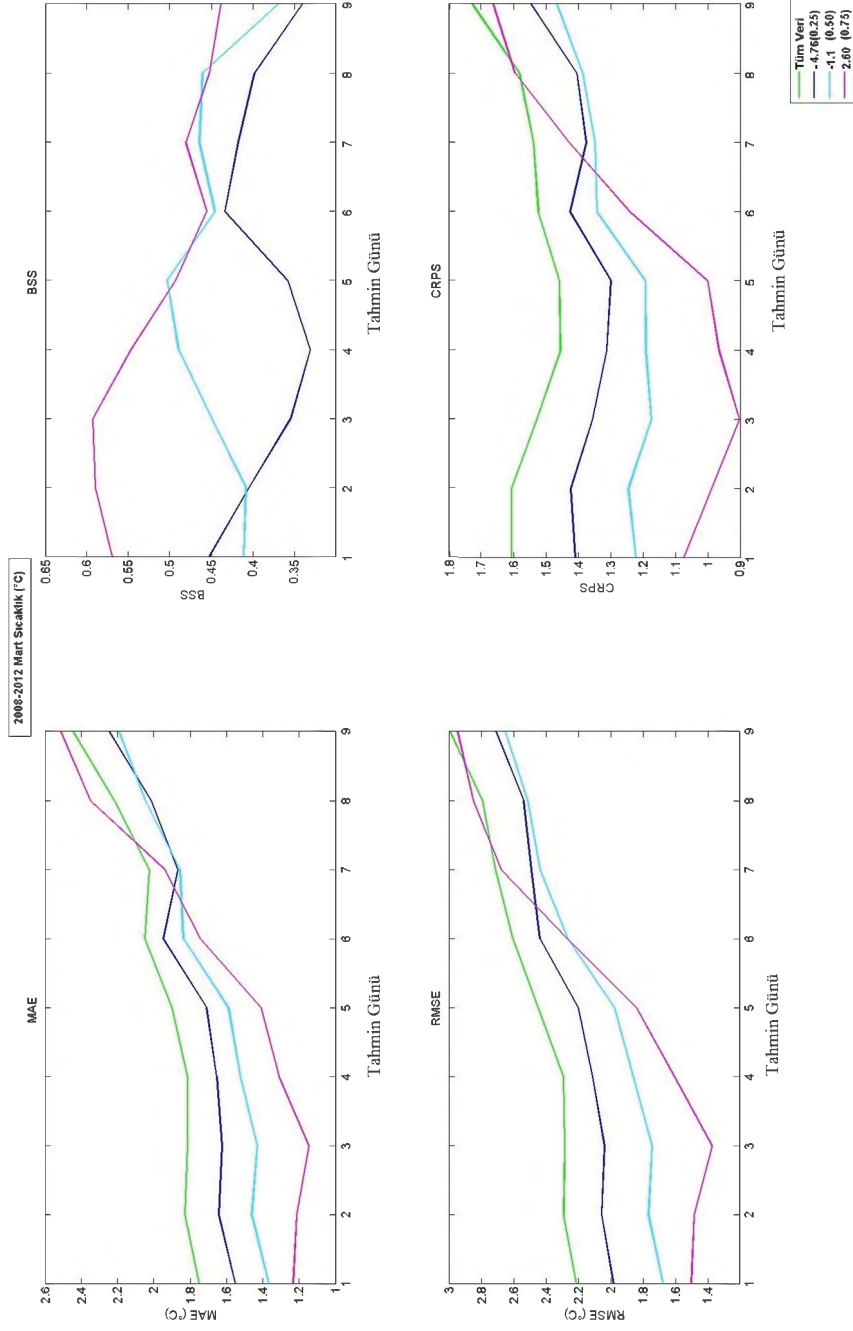 2008-2012 Mart Sıcaklık (°C)
MAE
2.6
2.4
2.2
2
1.8
1.6
1.4
1.2
1
MAE (°C)
1 2 3 4 5 6 7 8 9
Tahmin Günü
BSS
0.65
0.6
0.55
0.5
0.45
0.4
0.35
BSS
1 2 3 4 5 6 7 8 9
Tahmin Günü
RMSE
3
2.8
2.6
2.4
2.2
2
1.8
1.6
1.4
RMSE (°C)
1 2 3 4 5 6 7 8 9
Tahmin Günü
CRPS
1.8
1.7
1.6
1.5
1.4
1.3
1.2
1.1
1
0.9
CRPS
1 2 3 4 5 6 7 8 9
Tahmin Günü
Tüm Veri
-4.76(0.25)
-1.1 (0.50)
2.60 (0.75)